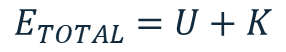 E_TOTAL = U + K